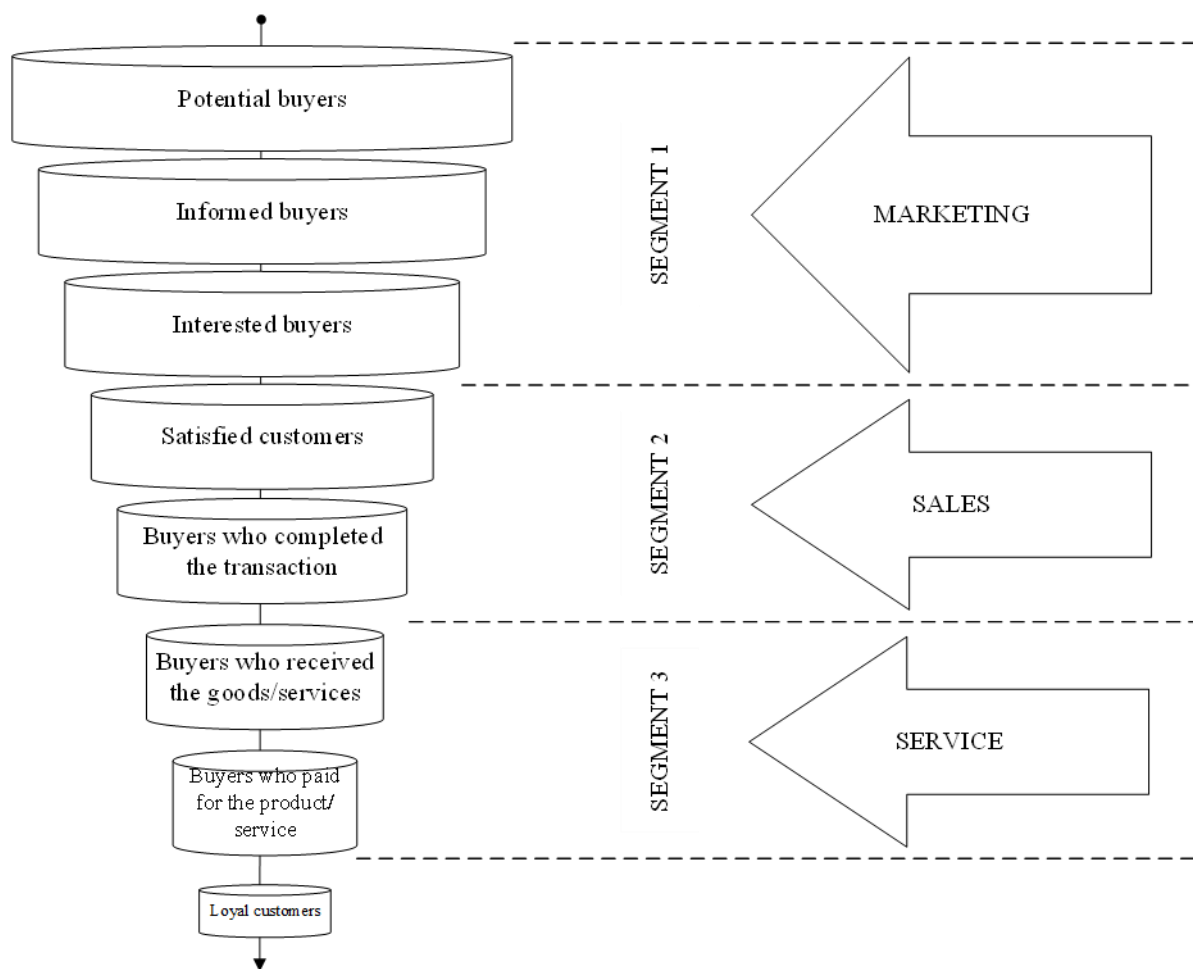 Potential buyers
Informed buyers
Interested buyers
Satisfied customers
Buyers who completed
the transaction
Buyers who received
the goods/services
Buyers who paid
for the product/
service
Loyal customers
SEGMENT 1
MARKETING
SEGMENT 2
SALES
SEGMENT 3
SERVICE